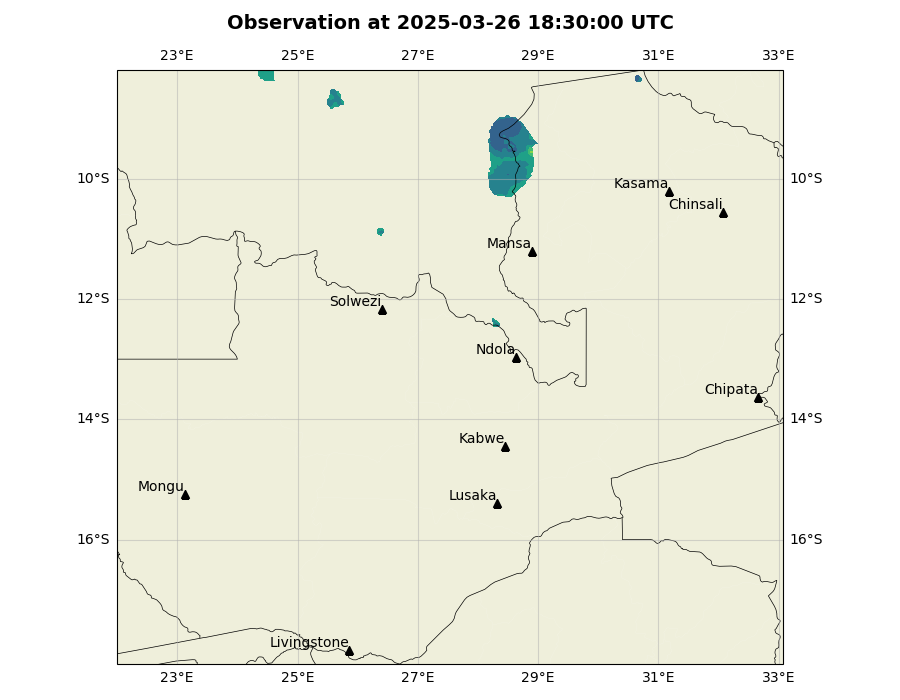 Observation at 2025-03-26 18:30:00 UTC
23°E 25°E 27°E 29°E 31°E 33°E
10°S 10°S
Kasama
Chinsali
Mansa
12°S 12°S
Solwezi
Ndola
Chipata
14°S 14°S
Kabwe
Mongu
Lusaka
16°S 16°S
Livingstone
23°E 25°E 27°E 29°E 31°E 33°E